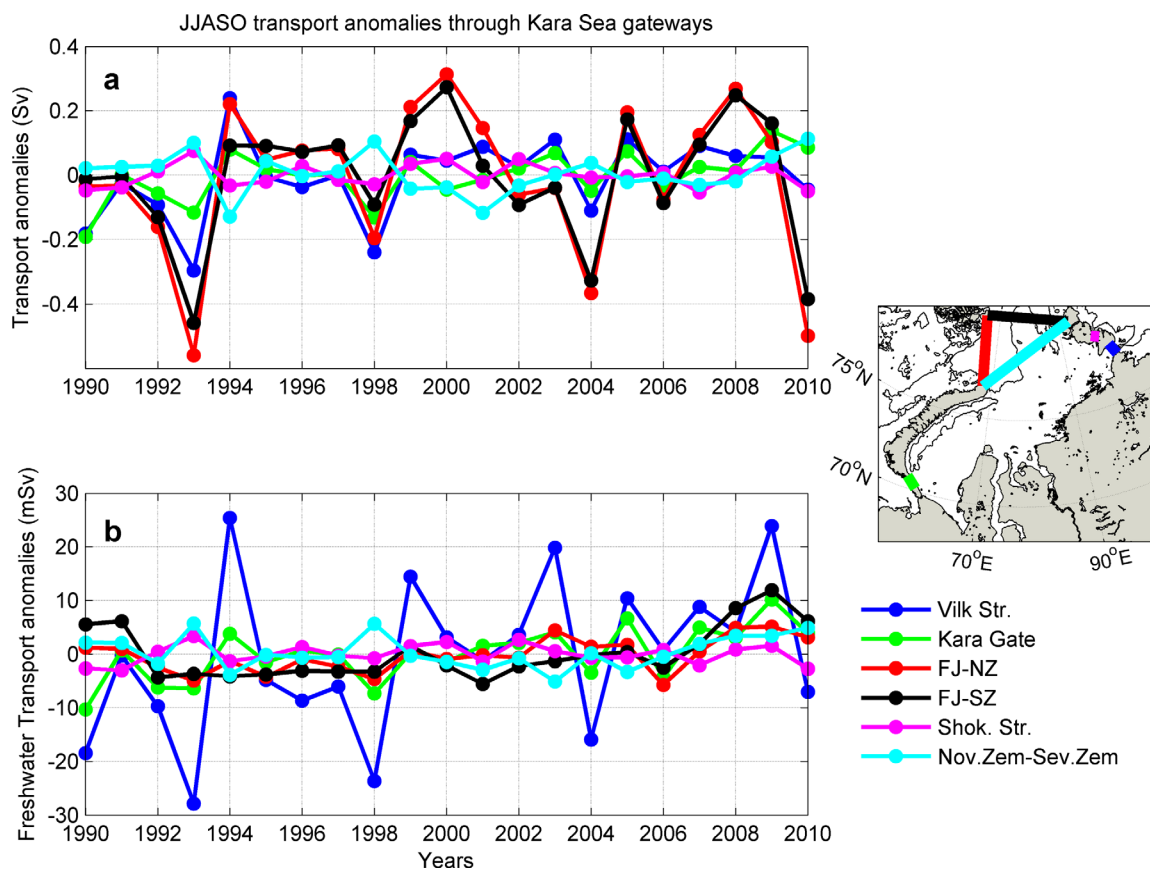 JJASO transport anomalies through Kara Sea gateways
a
Transport anomalies (Sv)
0.4
0.2
0
-0.2
-0.4
1990 1992 1994 1996 1998 2000 2002 2004 2006 2008 2010
b
Freshwater Transport anomalies (mSv)
30
20
10
0
-10
-20
-30
1990 1992 1994 1996 1998 2000 2002 2004 2006 2008 2010
Years
75°N
70°N
70°E
90°E
Vilk Str.
Kara Gate
FJ-NZ
FJ-SZ
Shok. Str.
Nov.Zem-Sev.Zem